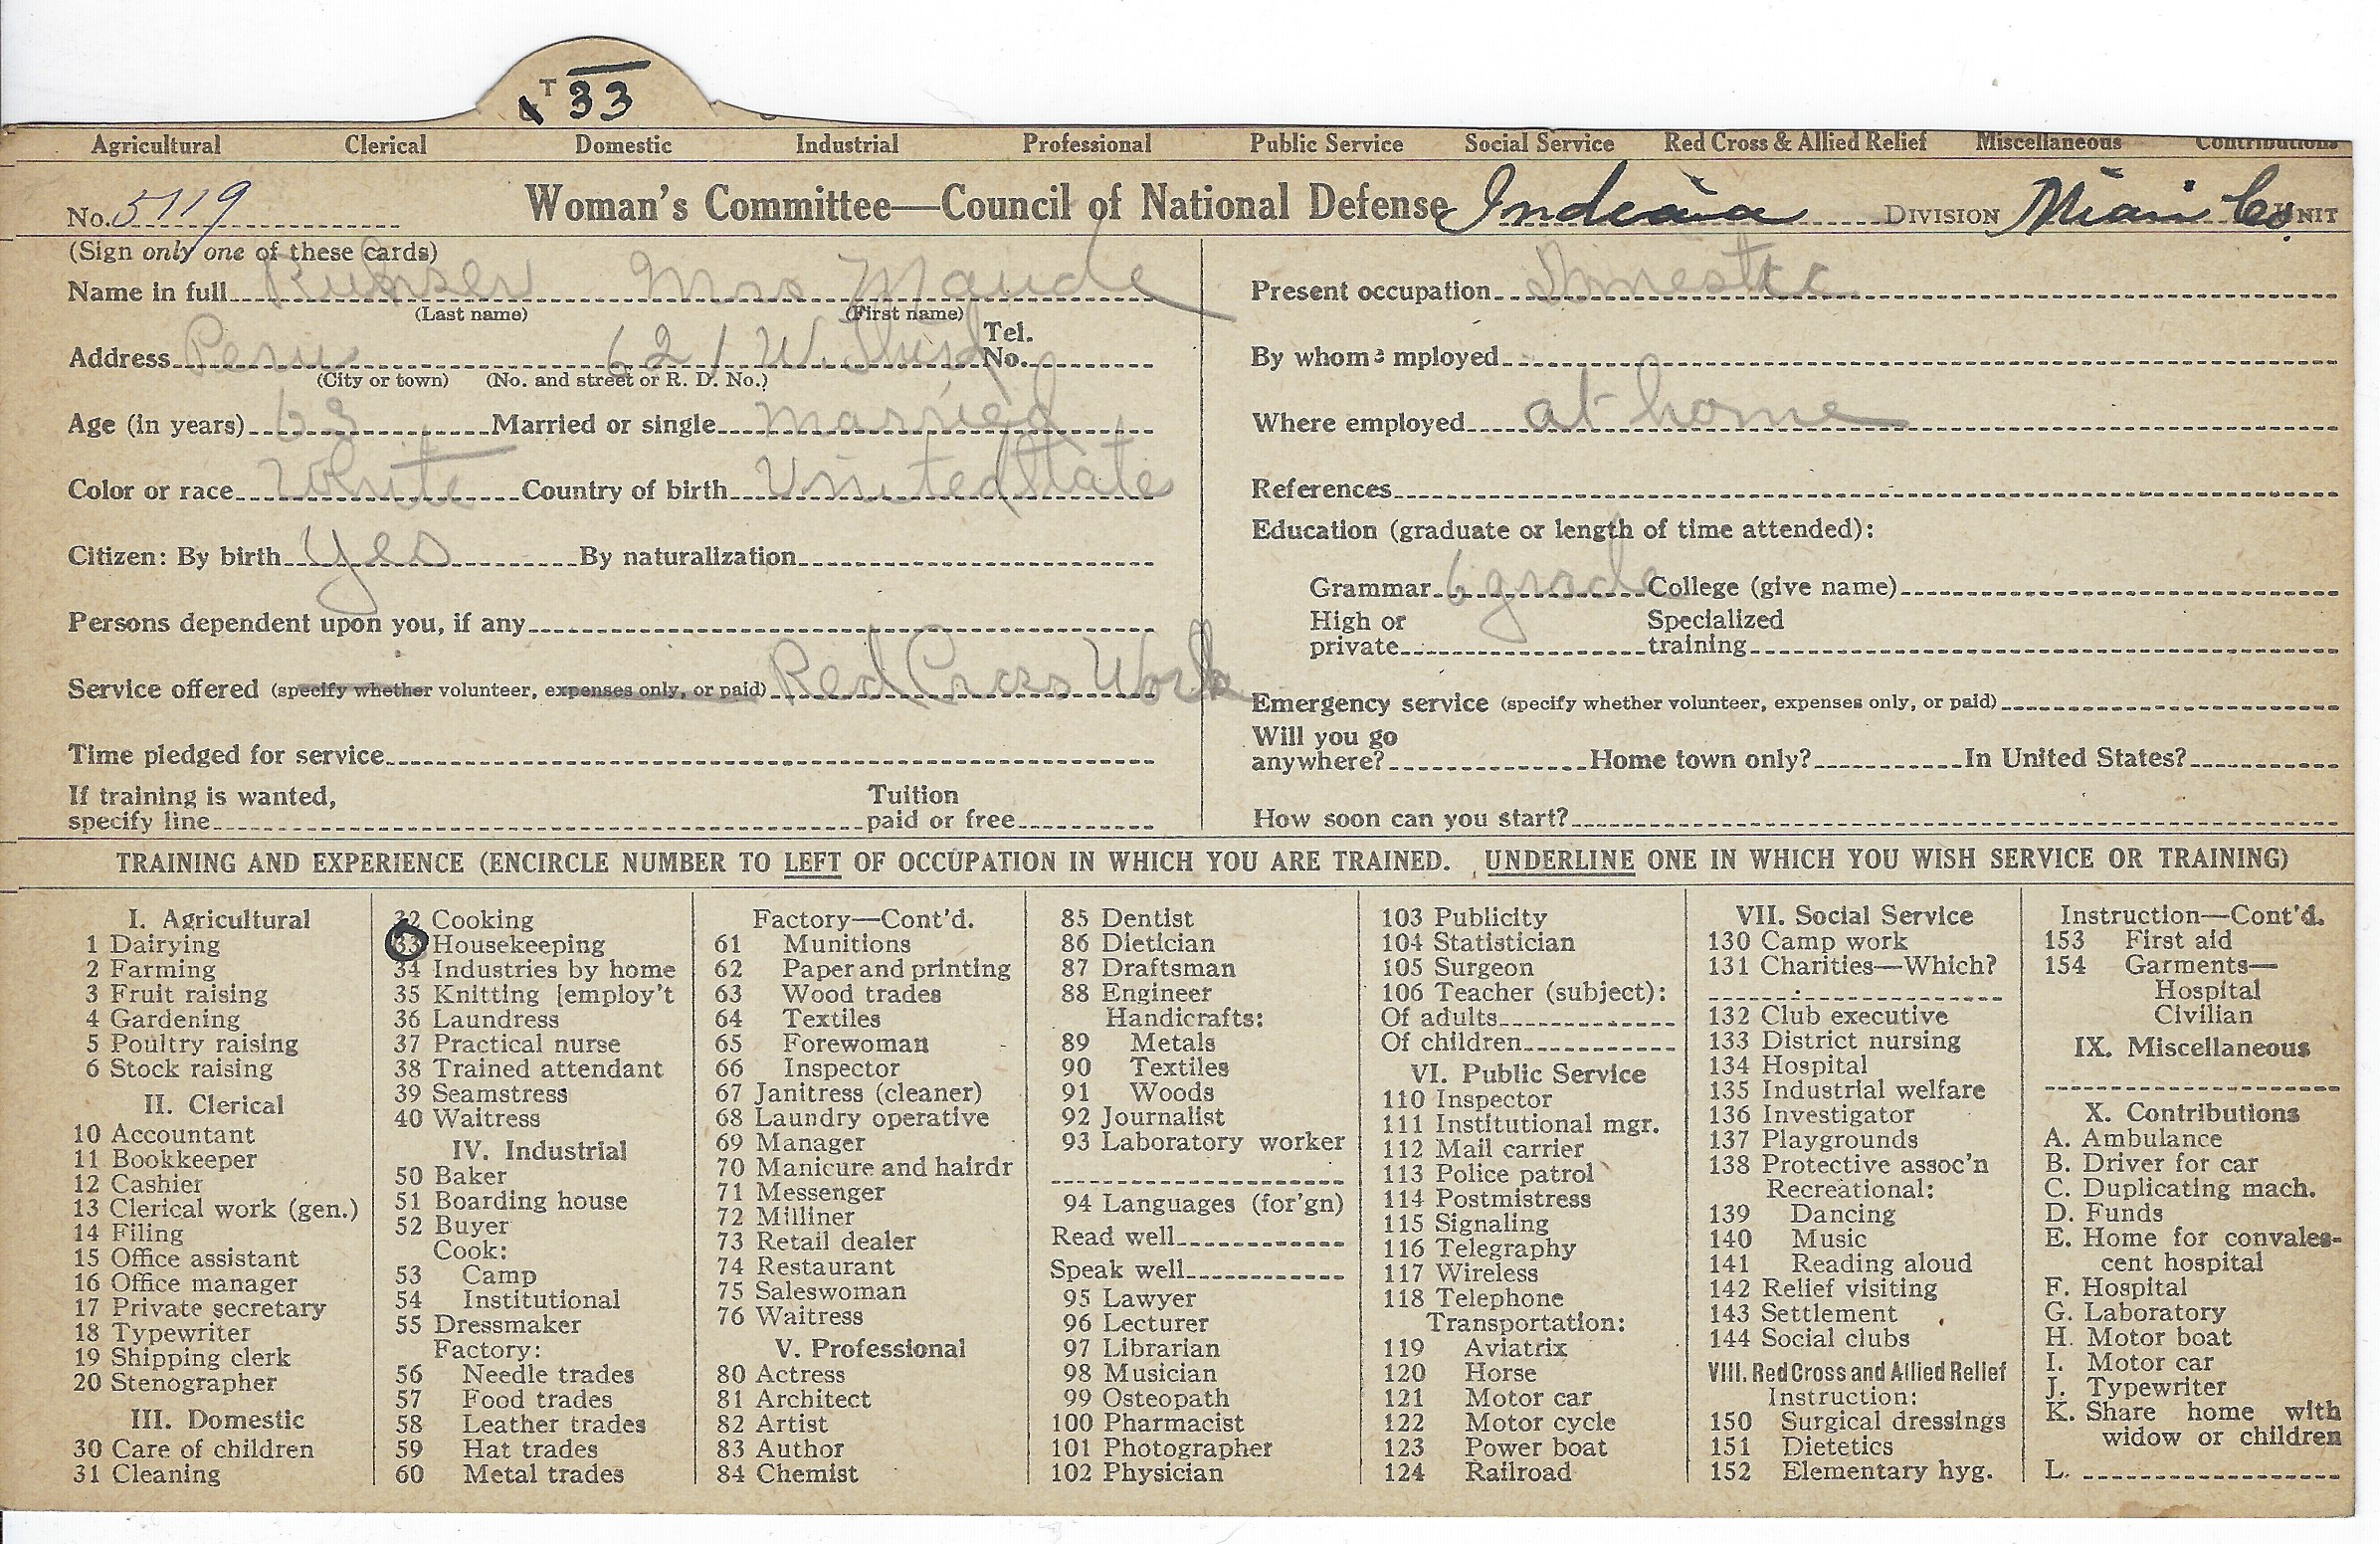 T 33
Agricultural Clerical Domestic Industrial Professional Public Service Social Service Red Cross & Allied Relief Miscellaneous Contributions
No. 5719 Woman's Committee—Council of National Defense Indiana DIVISION Miami Co. UNIT
(Sign only one of these cards)
Name in full Mrs Maude
(Last name) (First name)
Address Peru 621 W. Third Tel. No.
(City or town) (No. and street or R. D. No.)
Age (in years) 63 Married or single married
Color or race White Country of birth United State
Citizen: By birth yes By naturalization
Persons dependent upon you, if any
Service offered (specify whether volunteer, expenses only, or paid) Red Cross Work
Time pledged for service
If training is wanted, specify line Tuition paid or free
Present occupation Domestic
By whom employed
Where employed at home
References
Education (graduate or length of time attended):
Grammar 6 grade College (give name)
High or private Specialized training
Emergency service (specify whether volunteer, expenses only, or paid)
Will you go anywhere? Home town only? In United States?
How soon can you start?
TRAINING AND EXPERIENCE (ENCIRCLE NUMBER TO LEFT OF OCCUPATION IN WHICH YOU ARE TRAINED. UNDERLINE ONE IN WHICH YOU WISH SERVICE OR TRAINING)
I. Agricultural
1 Dairying
2 Farming
3 Fruit raising
4 Gardening
5 Poultry raising
6 Stock raising
II. Clerical
10 Accountant
11 Bookkeeper
12 Cashier
13 Clerical work (gen.)
14 Filing
15 Office assistant
16 Office manager
17 Private secretary
18 Typewriter
19 Shipping clerk
20 Stenographer
III. Domestic
30 Care of children
31 Cleaning
32 Cooking
33 Housekeeping
34 Industries by home
35 Knitting [employ't
36 Laundress
37 Practical nurse
38 Trained attendant
39 Seamstress
40 Waitress
IV. Industrial
50 Baker
51 Boarding house
52 Buyer
Cook:
53 Camp
54 Institutional
55 Dressmaker
Factory:
56 Needle trades
57 Food trades
58 Leather trades
59 Hat trades
60 Metal trades
Factory—Cont'd.
61 Munitions
62 Paper and printing
63 Wood trades
64 Textiles
65 Forewoman
66 Inspector
67 Janitress (cleaner)
68 Laundry operative
69 Manager
70 Manicure and hairdr
71 Messenger
72 Milliner
73 Retail dealer
74 Restaurant
75 Saleswoman
76 Waitress
V. Professional
80 Actress
81 Architect
82 Artist
83 Author
84 Chemist
85 Dentist
86 Dietician
87 Draftsman
88 Engineer
Handicrafts:
89 Metals
90 Textiles
91 Woods
92 Journalist
93 Laboratory worker
94 Languages (for'gn)
Read well
Speak well
95 Lawyer
96 Lecturer
97 Librarian
98 Musician
99 Osteopath
100 Pharmacist
101 Photographer
102 Physician
103 Publicity
104 Statistician
105 Surgeon
106 Teacher (subject):
Of adults
Of children
VI. Public Service
110 Inspector
111 Institutional mgr.
112 Mail carrier
113 Police patrol
114 Postmistress
115 Signaling
116 Telegraphy
117 Wireless
118 Telephone
Transportation:
119 Aviatrix
120 Horse
121 Motor car
122 Motor cycle
123 Power boat
124 Railroad
VII. Social Service
130 Camp work
131 Charities—Which?
132 Club executive
133 District nursing
134 Hospital
135 Industrial welfare
136 Investigator
137 Playgrounds
138 Protective assoc'n
Recreational:
139 Dancing
140 Music
141 Reading aloud
142 Relief visiting
143 Settlement
144 Social clubs
VIII. Red Cross and Allied Relief
Instruction:
150 Surgical dressings
151 Dietetics
152 Elementary hyg.
Instruction—Cont'd.
153 First aid
154 Garments—
Hospital
Civilian
IX. Miscellaneous
X. Contributions
A. Ambulance
B. Driver for car
C. Duplicating mach.
D. Funds
E. Home for convales-
cent hospital
F. Hospital
G. Laboratory
H. Motor boat
I. Motor car
J. Typewriter
K. Share home with
widow or children
L.